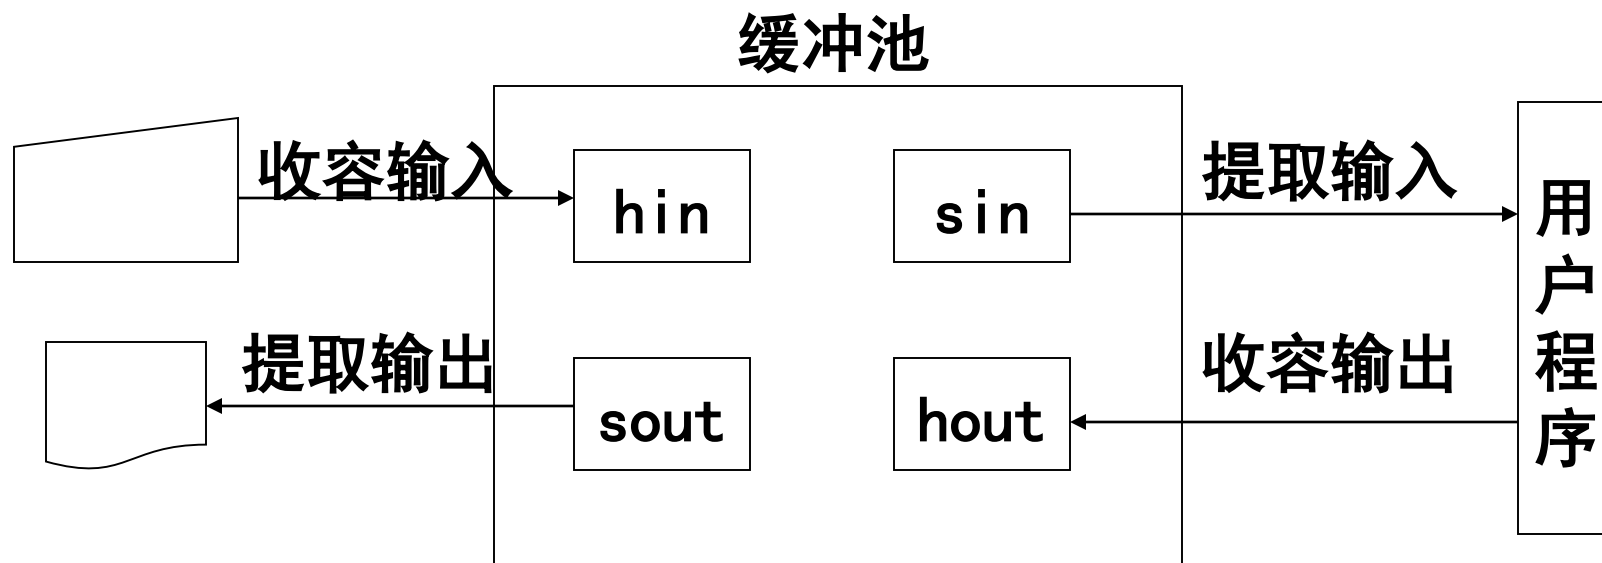 缓冲池
收容输入
提取输入
hin
sin
用户程序
提取输出
收容输出
sout
hout